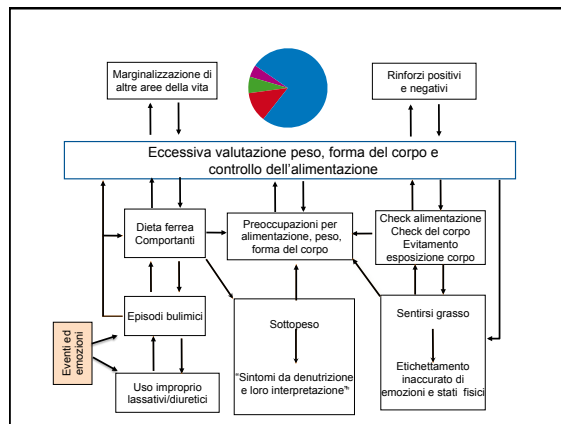 Marginalizzazione di
altre aree della vita
Rinforzi positivi
e negativi
Eccessiva valutazione peso, forma del corpo e
controllo dell'alimentazione
Dieta ferrea
Comportanti
Preoccupazioni per
alimentazione, peso,
forma del corpo
Check alimentazione
Check del corpo
Evitamento
esposizione corpo
Episodi bulimici
Eventi ed
emozioni
Uso improprio
lassativi/diuretici
Sottopeso
"Sintomi da denutrizione
e loro interpretazione"
Sentirsi grasso
Etichettamento
inaccurato di
emozioni e stati fisici